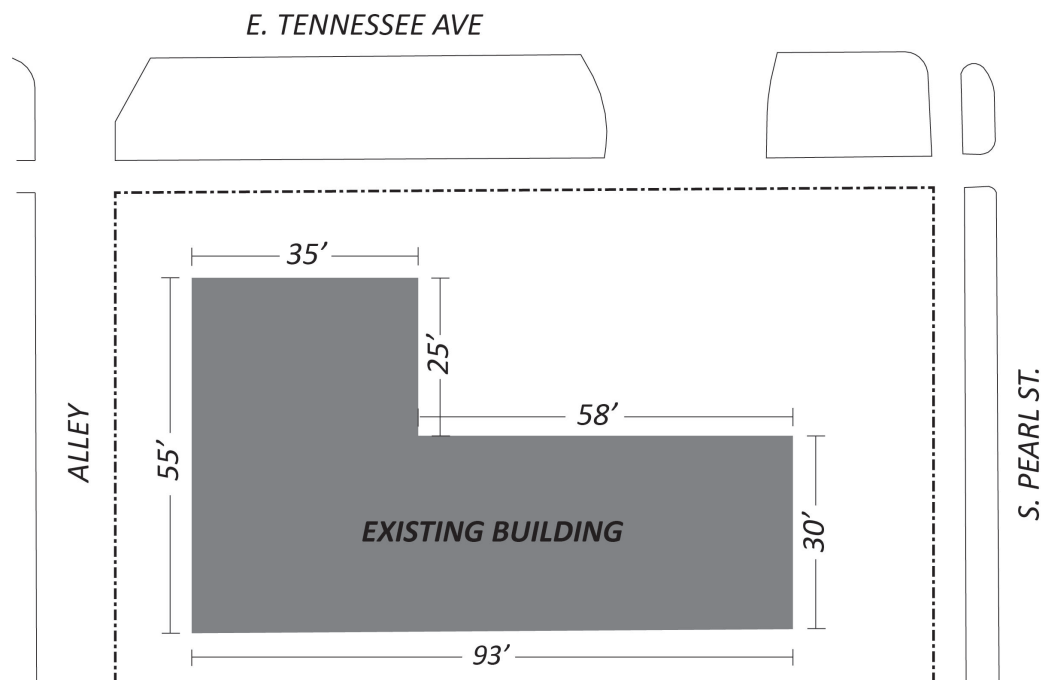 E. TENNESSEE AVE
35’
25’
58’
ALLEY
55’
EXISTING BUILDING
30’
S. PEARL ST.
93’